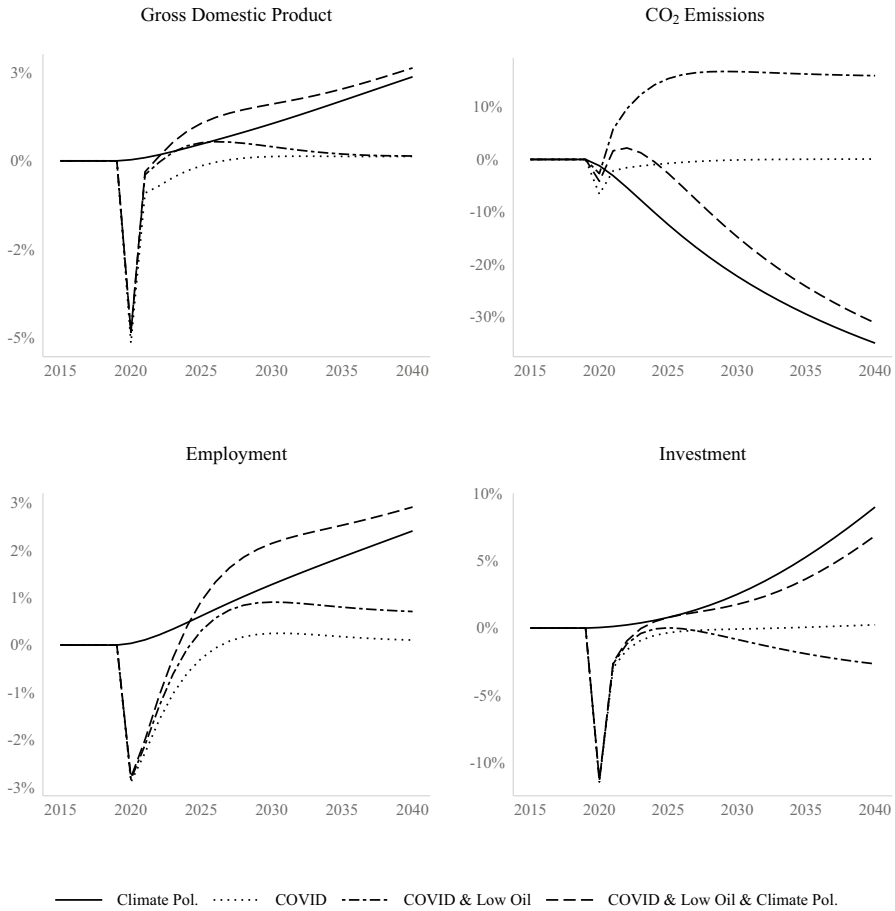 Gross Domestic Product
3%
0%
-2%
-5%
2015 2020 2025 2030 2035 2040
CO₂ Emissions
10%
0%
-10%
-20%
-30%
2015 2020 2025 2030 2035 2040
Employment
3%
2%
1%
0%
-1%
-2%
-3%
2015 2020 2025 2030 2035 2040
Investment
10%
5%
0%
-5%
-10%
2015 2020 2025 2030 2035 2040
Climate Pol. COVID COVID & Low Oil COVID & Low Oil & Climate Pol.